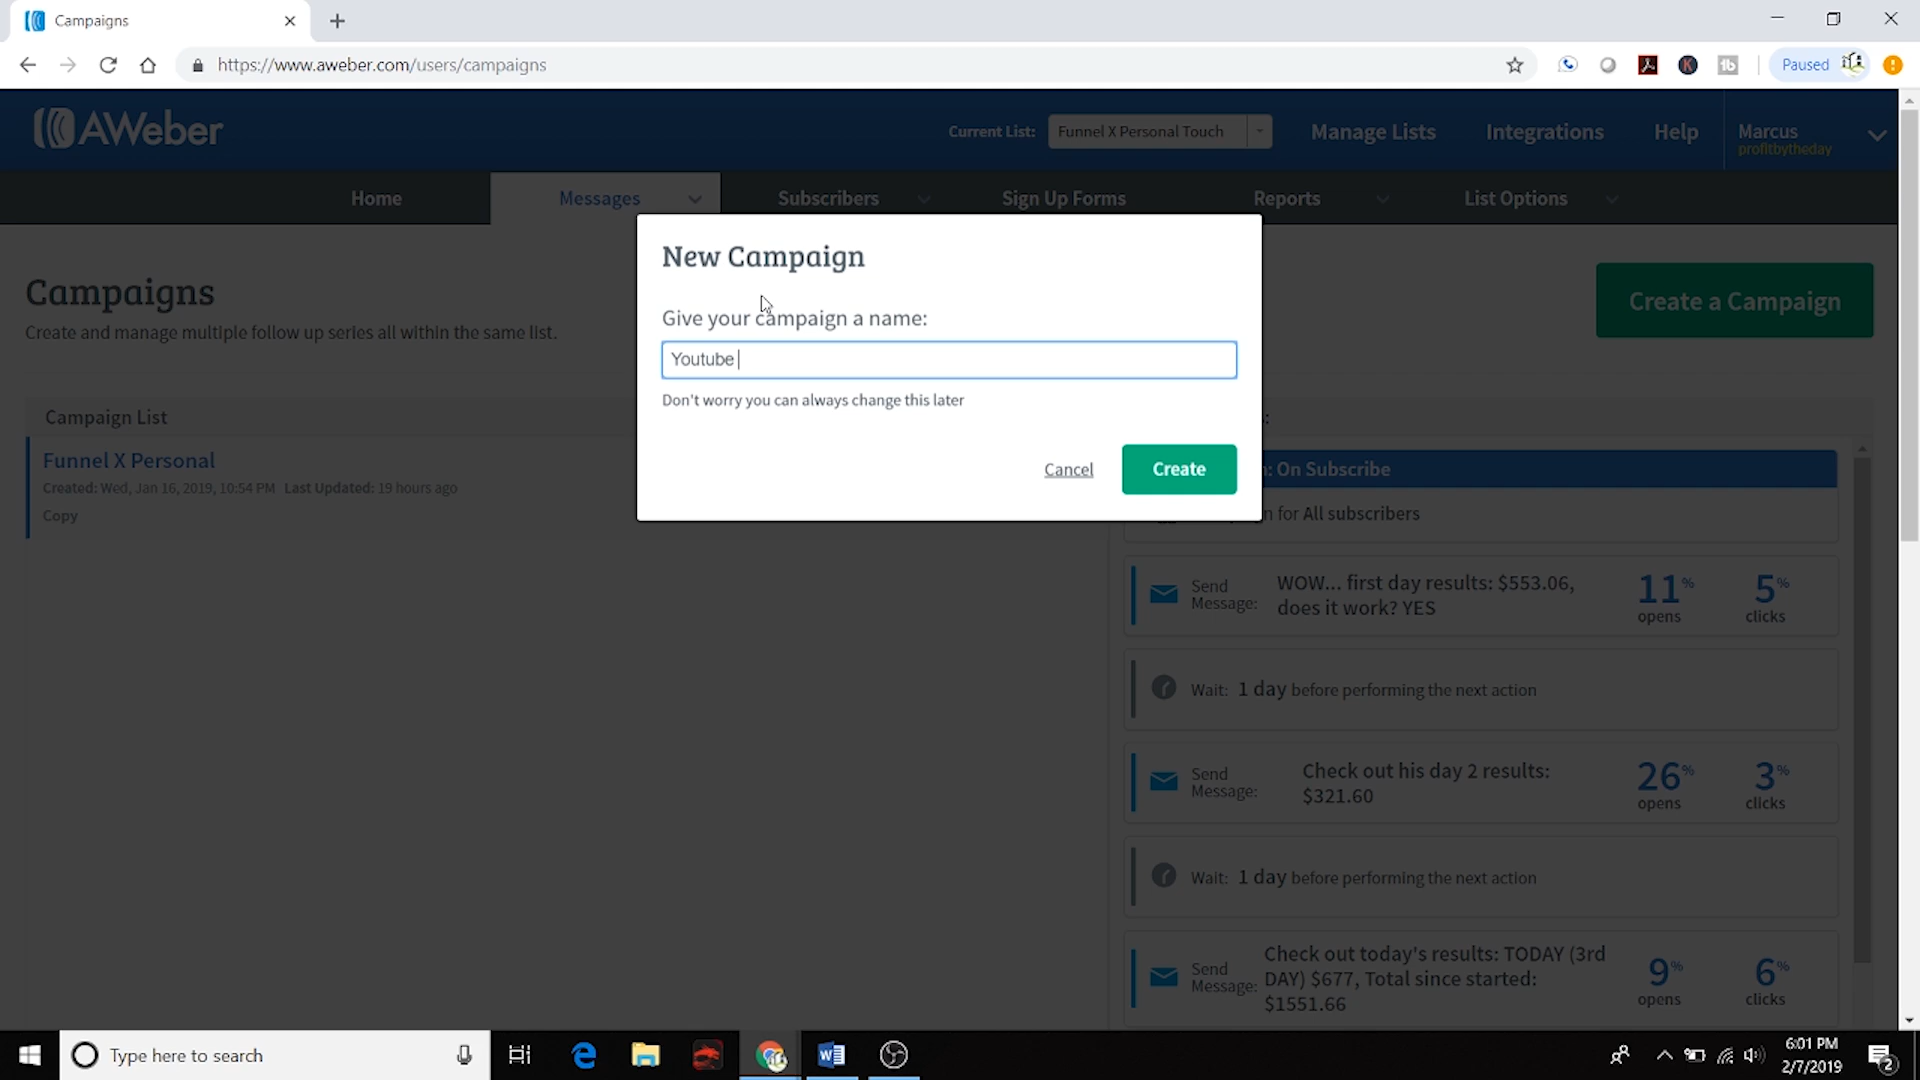 Campaigns
https://www.aweber.com/users/campaigns
Paused
AWeber
Current List:
Funnel X Personal Touch
Manage Lists
Integrations
Help
Marcus
profitbytheday
Home
Messages
Subscribers
Sign Up Forms
Reports
List Options
Campaigns
Create and manage multiple follow up series all within the same list.
Create a Campaign
New Campaign
Give your campaign a name:
Youtube
Don't worry you can always change this later
Cancel
Create
Campaign List
Funnel X Personal
Created: Wed, Jan 16, 2019, 10:54 PM Last Updated: 19 hours ago
Copy
: On Subscribe
for All subscribers
Send
Message:
WOW... first day results: $553.06,
does it work? YES
11%
opens
5%
clicks
Wait: 1 day before performing the next action
Send
Message:
Check out his day 2 results:
$321.60
26%
opens
3%
clicks
Wait: 1 day before performing the next action
Send
Message:
Check out today's results: TODAY (3rd
DAY) $677, Total since started:
$1551.66
9%
opens
6%
clicks
Type here to search
6:01 PM
2/7/2019
2